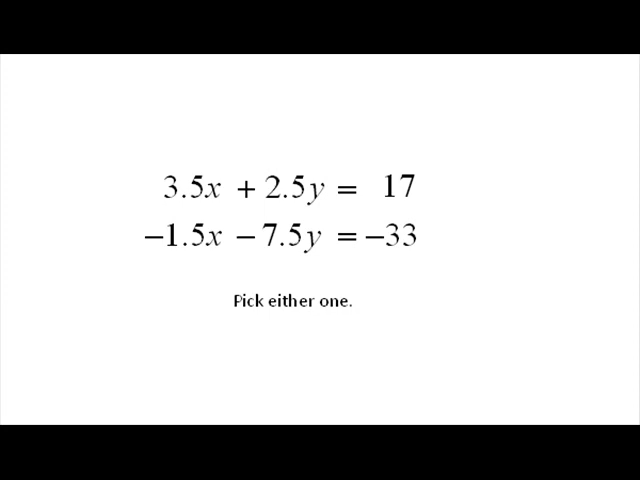 3.5x + 2.5y = 17
−1.5x − 7.5y = −33
Pick either one.